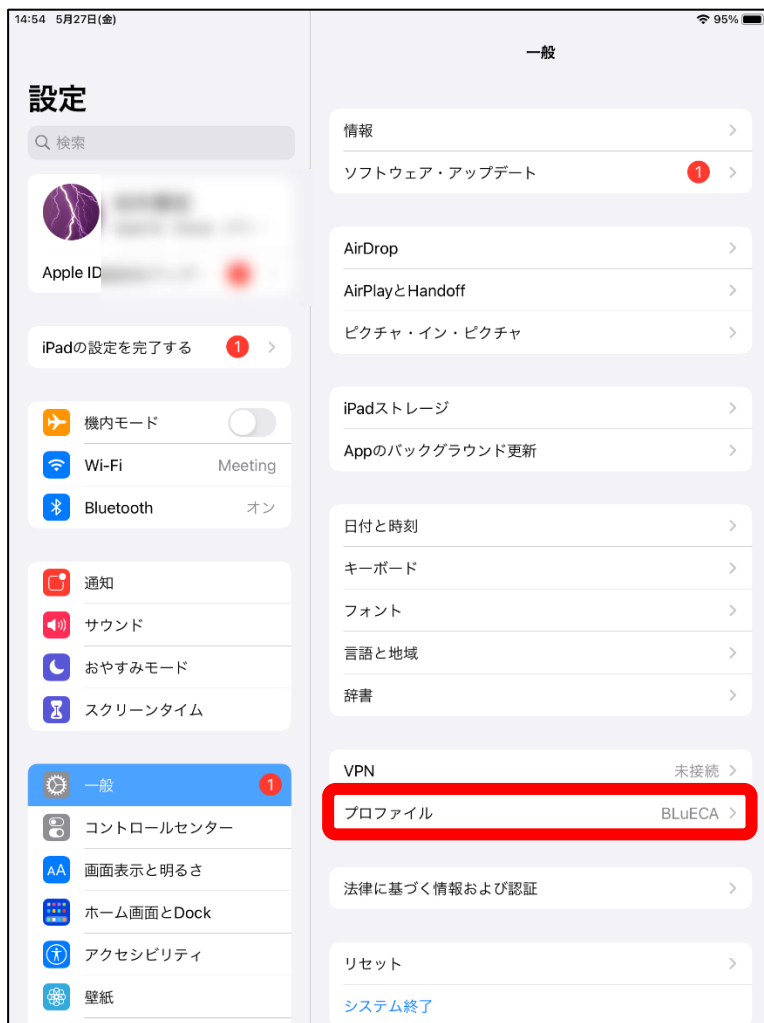 14:54 5月27日(金)
95%
設定
検索
Apple ID
iPadの設定を完了する 1
機内モード
Wi-Fi Meeting
Bluetooth オン
通知
サウンド
おやすみモード
スクリーンタイム
一般 1
コントロールセンター
AA 画面表示と明るさ
ホーム画面とDock
アクセシビリティ
壁紙
一般
情報
ソフトウェア・アップデート 1
AirDrop
AirPlayとHandoff
ピクチャ・イン・ピクチャ
iPadストレージ
Appのバックグラウンド更新
日付と時刻
キーボード
フォント
言語と地域
辞書
VPN 未接続
プロファイル BLuECA
法律に基づく情報および認証
リセット
システム終了